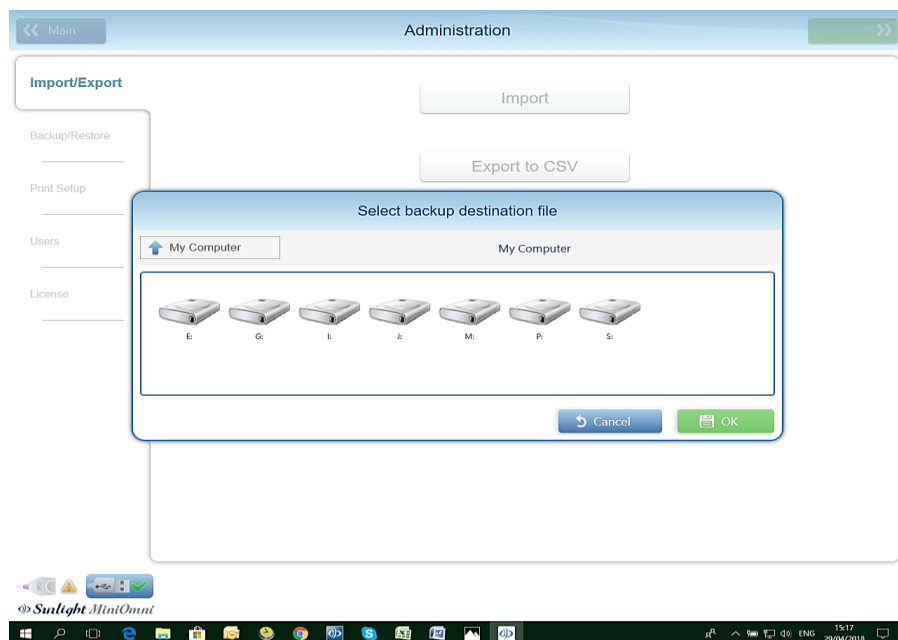 Main
Administration
Import/Export
Import
Backup/Restore
Export to CSV
Print Setup
Select backup destination file
Users
My Computer
My Computer
License
E:
G:
I:
J:
M:
P:
S:
Cancel
OK
Sunlight MiniOmni
ENG
15:17
29/04/2018